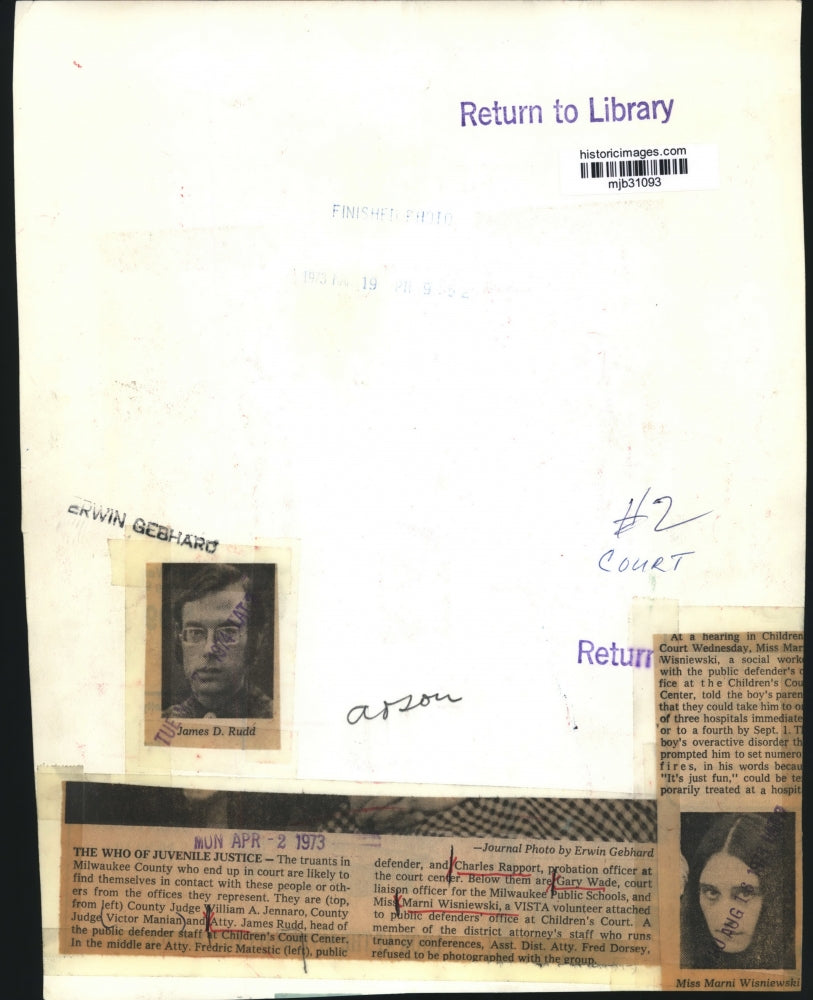 Return to Library
historicimages.com
mjb31093
FINISHED PHOTO
1973 19 PM 9 52
ERWIN GEBHARD
#2
COURT
James D. Rudd
arson
Return
At a hearing in Children
Court Wednesday, Miss Mar
Wisniewski, a social work
with the public defender's o
fice at the Children's Cou
Center, told the boy's paren
that they could take him to o
of three hospitals immediate
or to a fourth by Sept. 1. T
boy's overactive disorder th
prompted him to set numero
fires, in his words becau
"It's just fun," could be te
porarily treated at a hospit
Miss Marni Wisniewski
MON APR -2 1973
—Journal Photo by Erwin Gebhard
THE WHO OF JUVENILE JUSTICE — The truants in
Milwaukee County who end up in court are likely to
find themselves in contact with these people or oth-
ers from the offices they represent. They are (top,
from left) County Judge William A. Jennaro, County
Judge Victor Manian and Atty. James Rudd, head of
the public defender staff at Children's Court Center.
In the middle are Atty. Fredric Matestic (left), public
defender, and Charles Rapport, probation officer at
the court center. Below them are Gary Wade, court
liaison officer for the Milwaukee Public Schools, and
Miss Marni Wisniewski, a VISTA volunteer attached
to public defenders' office at Children's Court. A
member of the district attorney's staff who runs
truancy conferences, Asst. Dist. Atty. Fred Dorsey,
refused to be photographed with the group.